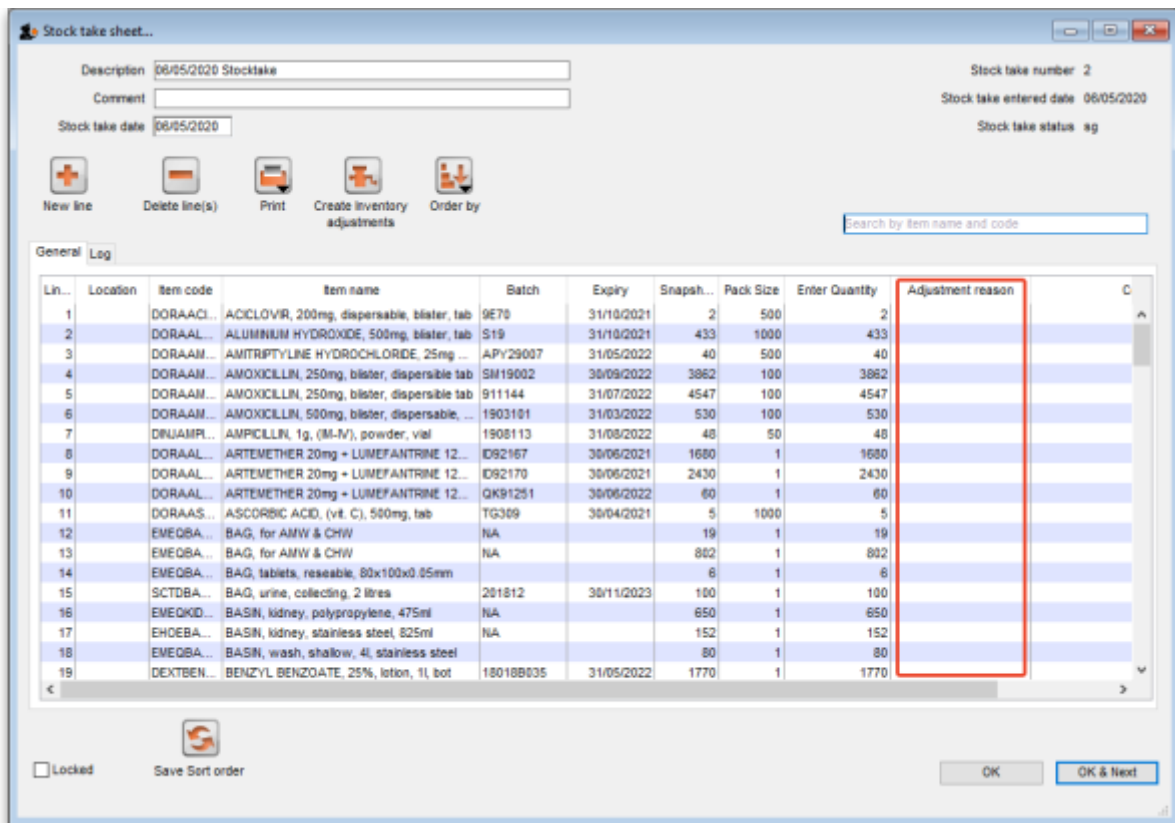 Stock take sheet...
Description 06/05/2020 Stocktake
Stock take number 2
Comment
Stock take entered date 06/05/2020
Stock take date 06/05/2020
Stock take status sg
New line
Delete line(s)
Print
Create Inventory adjustments
Order by
Search by item name and code
General Log
Lin... Location Item code Item name Batch Expiry Snapsh... Pack Size Enter Quantity Adjustment reason C
1 DORAACI... ACICLOVIR, 200mg, dispersable, blister, tab 9E70 31/10/2021 2 500 2
2 DORAAL... ALUMINIUM HYDROXIDE, 500mg, blister, tab S19 31/10/2021 433 1000 433
3 DORAAM... AMITRIPTYLINE HYDROCHLORIDE, 25mg ... APY29007 31/05/2022 40 500 40
4 DORAAM... AMOXICILLIN, 250mg, blister, dispersible tab SM19002 30/09/2022 3862 100 3862
5 DORAAM... AMOXICILLIN, 250mg, blister, dispersible tab 911144 31/07/2022 4547 100 4547
6 DORAAM... AMOXICILLIN, 500mg, blister, dispersable, ... 1903101 31/03/2022 530 100 530
7 DINJAMPI... AMPICILLIN, 1g, (IM-IV), powder, vial 1908113 31/08/2022 48 50 48
8 DORAAL... ARTEMETHER 20mg + LUMEFANTRINE 12... ID92167 30/06/2021 1680 1 1680
9 DORAAL... ARTEMETHER 20mg + LUMEFANTRINE 12... ID92170 30/06/2021 2430 1 2430
10 DORAAL... ARTEMETHER 20mg + LUMEFANTRINE 12... QK91251 30/06/2022 60 1 60
11 DORAAS... ASCORBIC ACID, (vit. C), 500mg, tab TG309 30/04/2021 5 1000 5
12 EMEQBA... BAG, for AMW & CHW NA 19 1 19
13 EMEQBA... BAG, for AMW & CHW NA 802 1 802
14 EMEQBA... BAG, tablets, reseable, 80x100x0.05mm 6 1 6
15 SCTDBA... BAG, urine, collecting, 2 litres 201812 30/11/2023 100 1 100
16 EMEQKID... BASIN, kidney, polypropylene, 475ml NA 650 1 650
17 EHOEBA... BASIN, kidney, stainless steel, 825ml NA 152 1 152
18 EMEQBA... BASIN, wash, shallow, 4l, stainless steel 80 1 80
19 DEXTBEN... BENZYL BENZOATE, 25%, lotion, 1l, bot 18018B035 31/05/2022 1770 1 1770
Locked
Save Sort order
OK
OK & Next